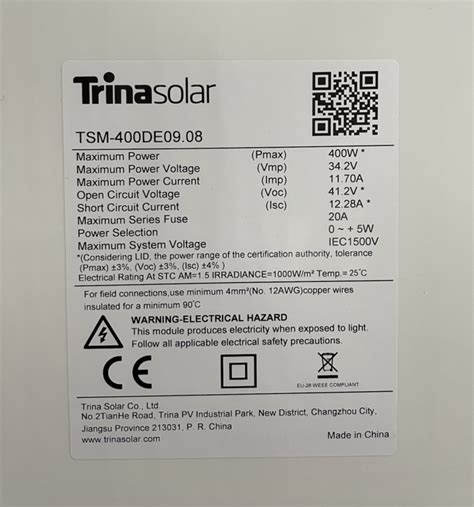 Trinasolar
TSM-400DE09.08
Maximum Power (Pmax) 400W *
Maximum Power Voltage (Vmp) 34.2V
Maximum Power Current (Imp) 11.70A
Open Circuit Voltage (Voc) 41.2V *
Short Circuit Current (Isc) 12.28A *
Maximum Series Fuse 20A
Power Selection 0 ~ + 5W
Maximum System Voltage IEC1500V
*(Considering LID, the power range of the certification authority, tolerance
(Pmax) ±3%, (Voc) ±3%, (Isc) ±4% )
Electrical Rating At STC AM=1.5 IRRADIANCE=1000W/m² Temp.= 25℃
For field connections,use minimum 4mm²(No. 12AWG)copper wires
insulated for a minimum 90℃
WARNING-ELECTRICAL HAZARD
This module produces electricity when exposed to light.
Follow all applicable electrical safety precautions.
CE
EU-28 WEEE COMPLIANT
Trina Solar Co., Ltd.
No.2TianHe Road, Trina PV Industrial Park, New District, Changzhou City,
Jiangsu Province 213031, P. R. China
www.trinasolar.com Made in China